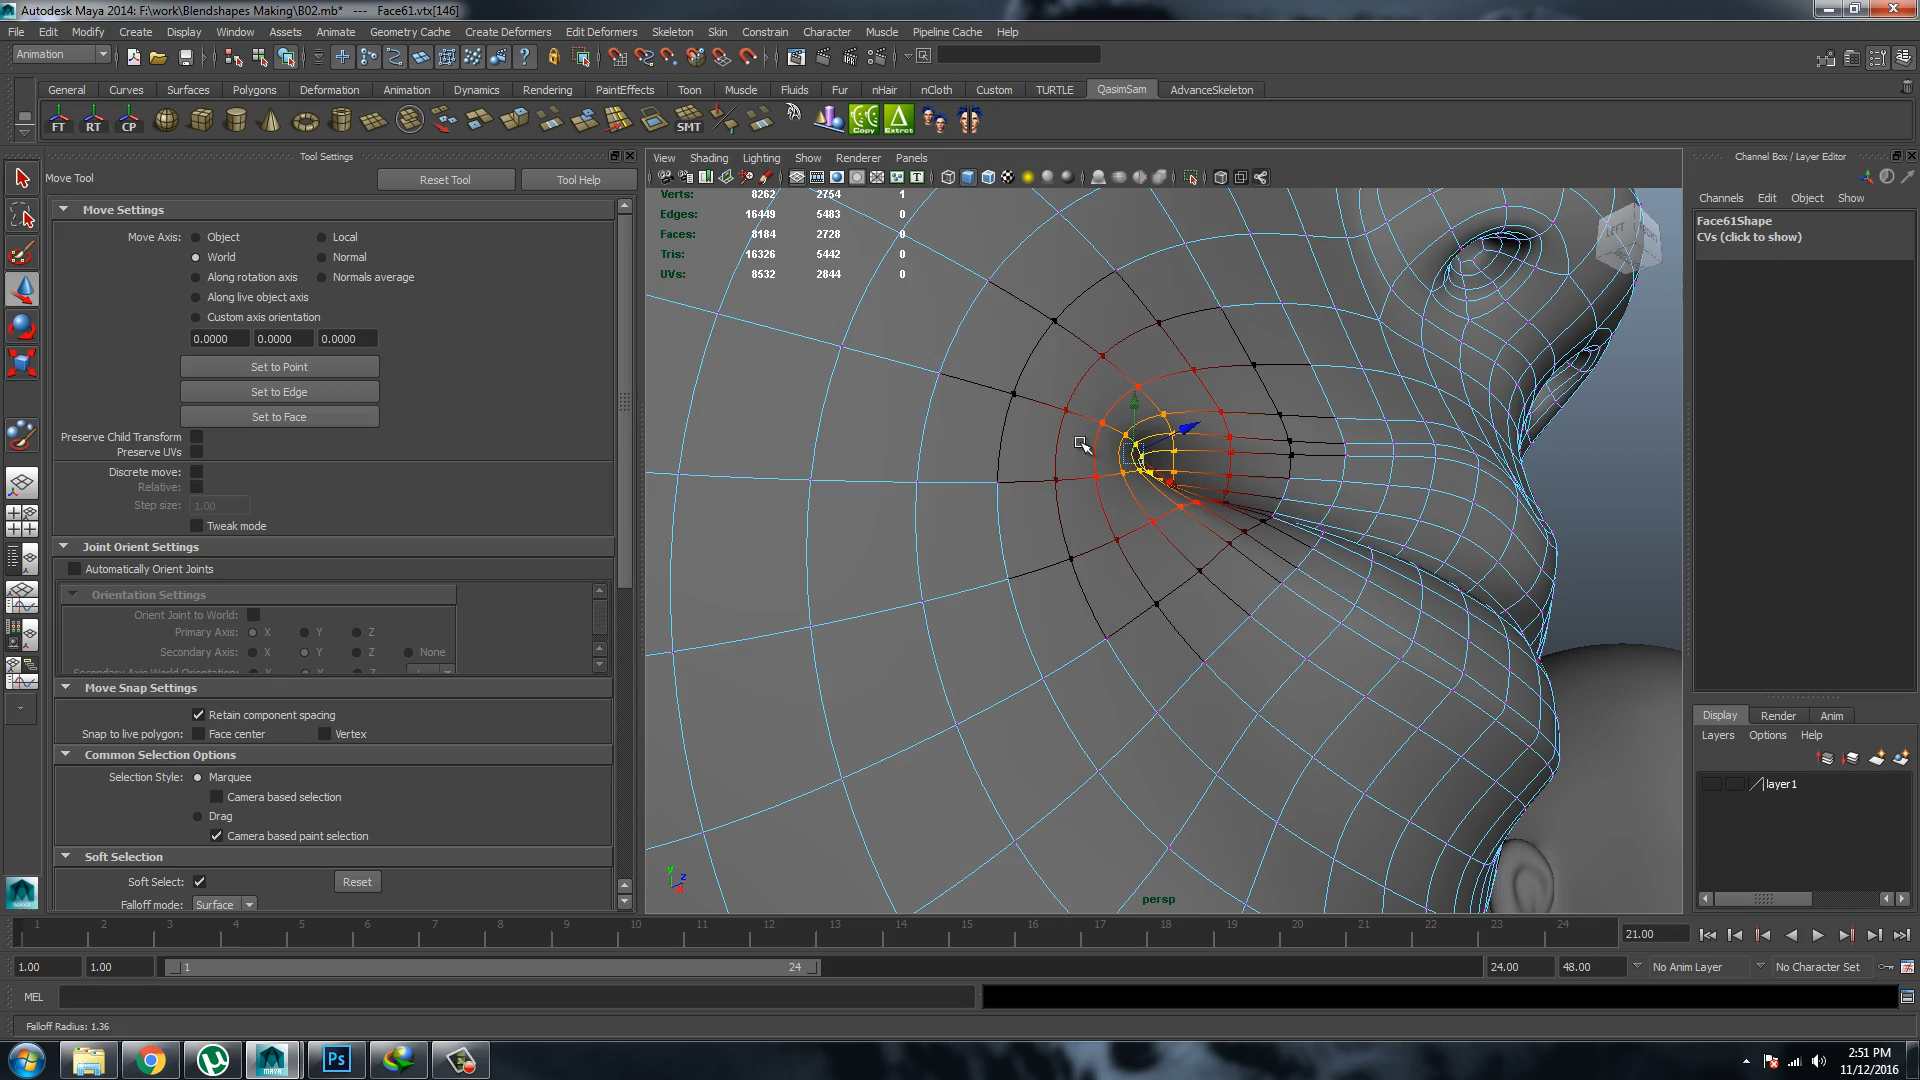 Autodesk Maya 2014: F:\work\Blendshapes Making\B02.mb* --- Face61.vtx[146]
File Edit Modify Create Display Window Assets Animate Geometry Cache Create Deformers Edit Deformers Skeleton Skin Constrain Character Muscle Pipeline Cache Help
Animation
General Curves Surfaces Polygons Deformation Animation Dynamics Rendering PaintEffects Toon Muscle Fluids Fur nHair nCloth Custom TURTLE QasimSam AdvanceSkeleton
FT RT CP SMT Copy Extrct
Tool Settings
Move Tool Reset Tool Tool Help
Move Settings
Move Axis: Object Local
World Normal
Along rotation axis Normals average
Along live object axis
Custom axis orientation
0.0000 0.0000 0.0000
Set to Point
Set to Edge
Set to Face
Preserve Child Transform
Preserve UVs
Discrete move:
Relative:
Step size: 1.00
Tweak mode
Joint Orient Settings
Automatically Orient Joints
Orientation Settings
Orient Joint to World:
Primary Axis: X Y Z
Secondary Axis: X Y Z None
Secondary Axis World Orientation:
Move Snap Settings
Retain component spacing
Snap to live polygon: Face center Vertex
Common Selection Options
Selection Style: Marquee
Camera based selection
Drag
Camera based paint selection
Soft Selection
Soft Select: Reset
Falloff mode: Surface
View Shading Lighting Show Renderer Panels
Verts: 8262 2754 1
Edges: 16449 5483 0
Faces: 8184 2728 0
Tris: 16326 5442 0
UVs: 8532 2844 0
LEFT
y z x
persp
Channel Box / Layer Editor
Channels Edit Object Show
Face61Shape
CVs (click to show)
Display Render Anim
Layers Options Help
layer1
1 2 3 4 5 6 7 8 9 10 11 12 13 14 15 16 17 18 19 20 21 22 23 24
21.00
1.00 1.00 1 24 24.00 48.00 No Anim Layer No Character Set
MEL
Falloff Radius: 1.36
MAYA Ps
2:51 PM
11/12/2016